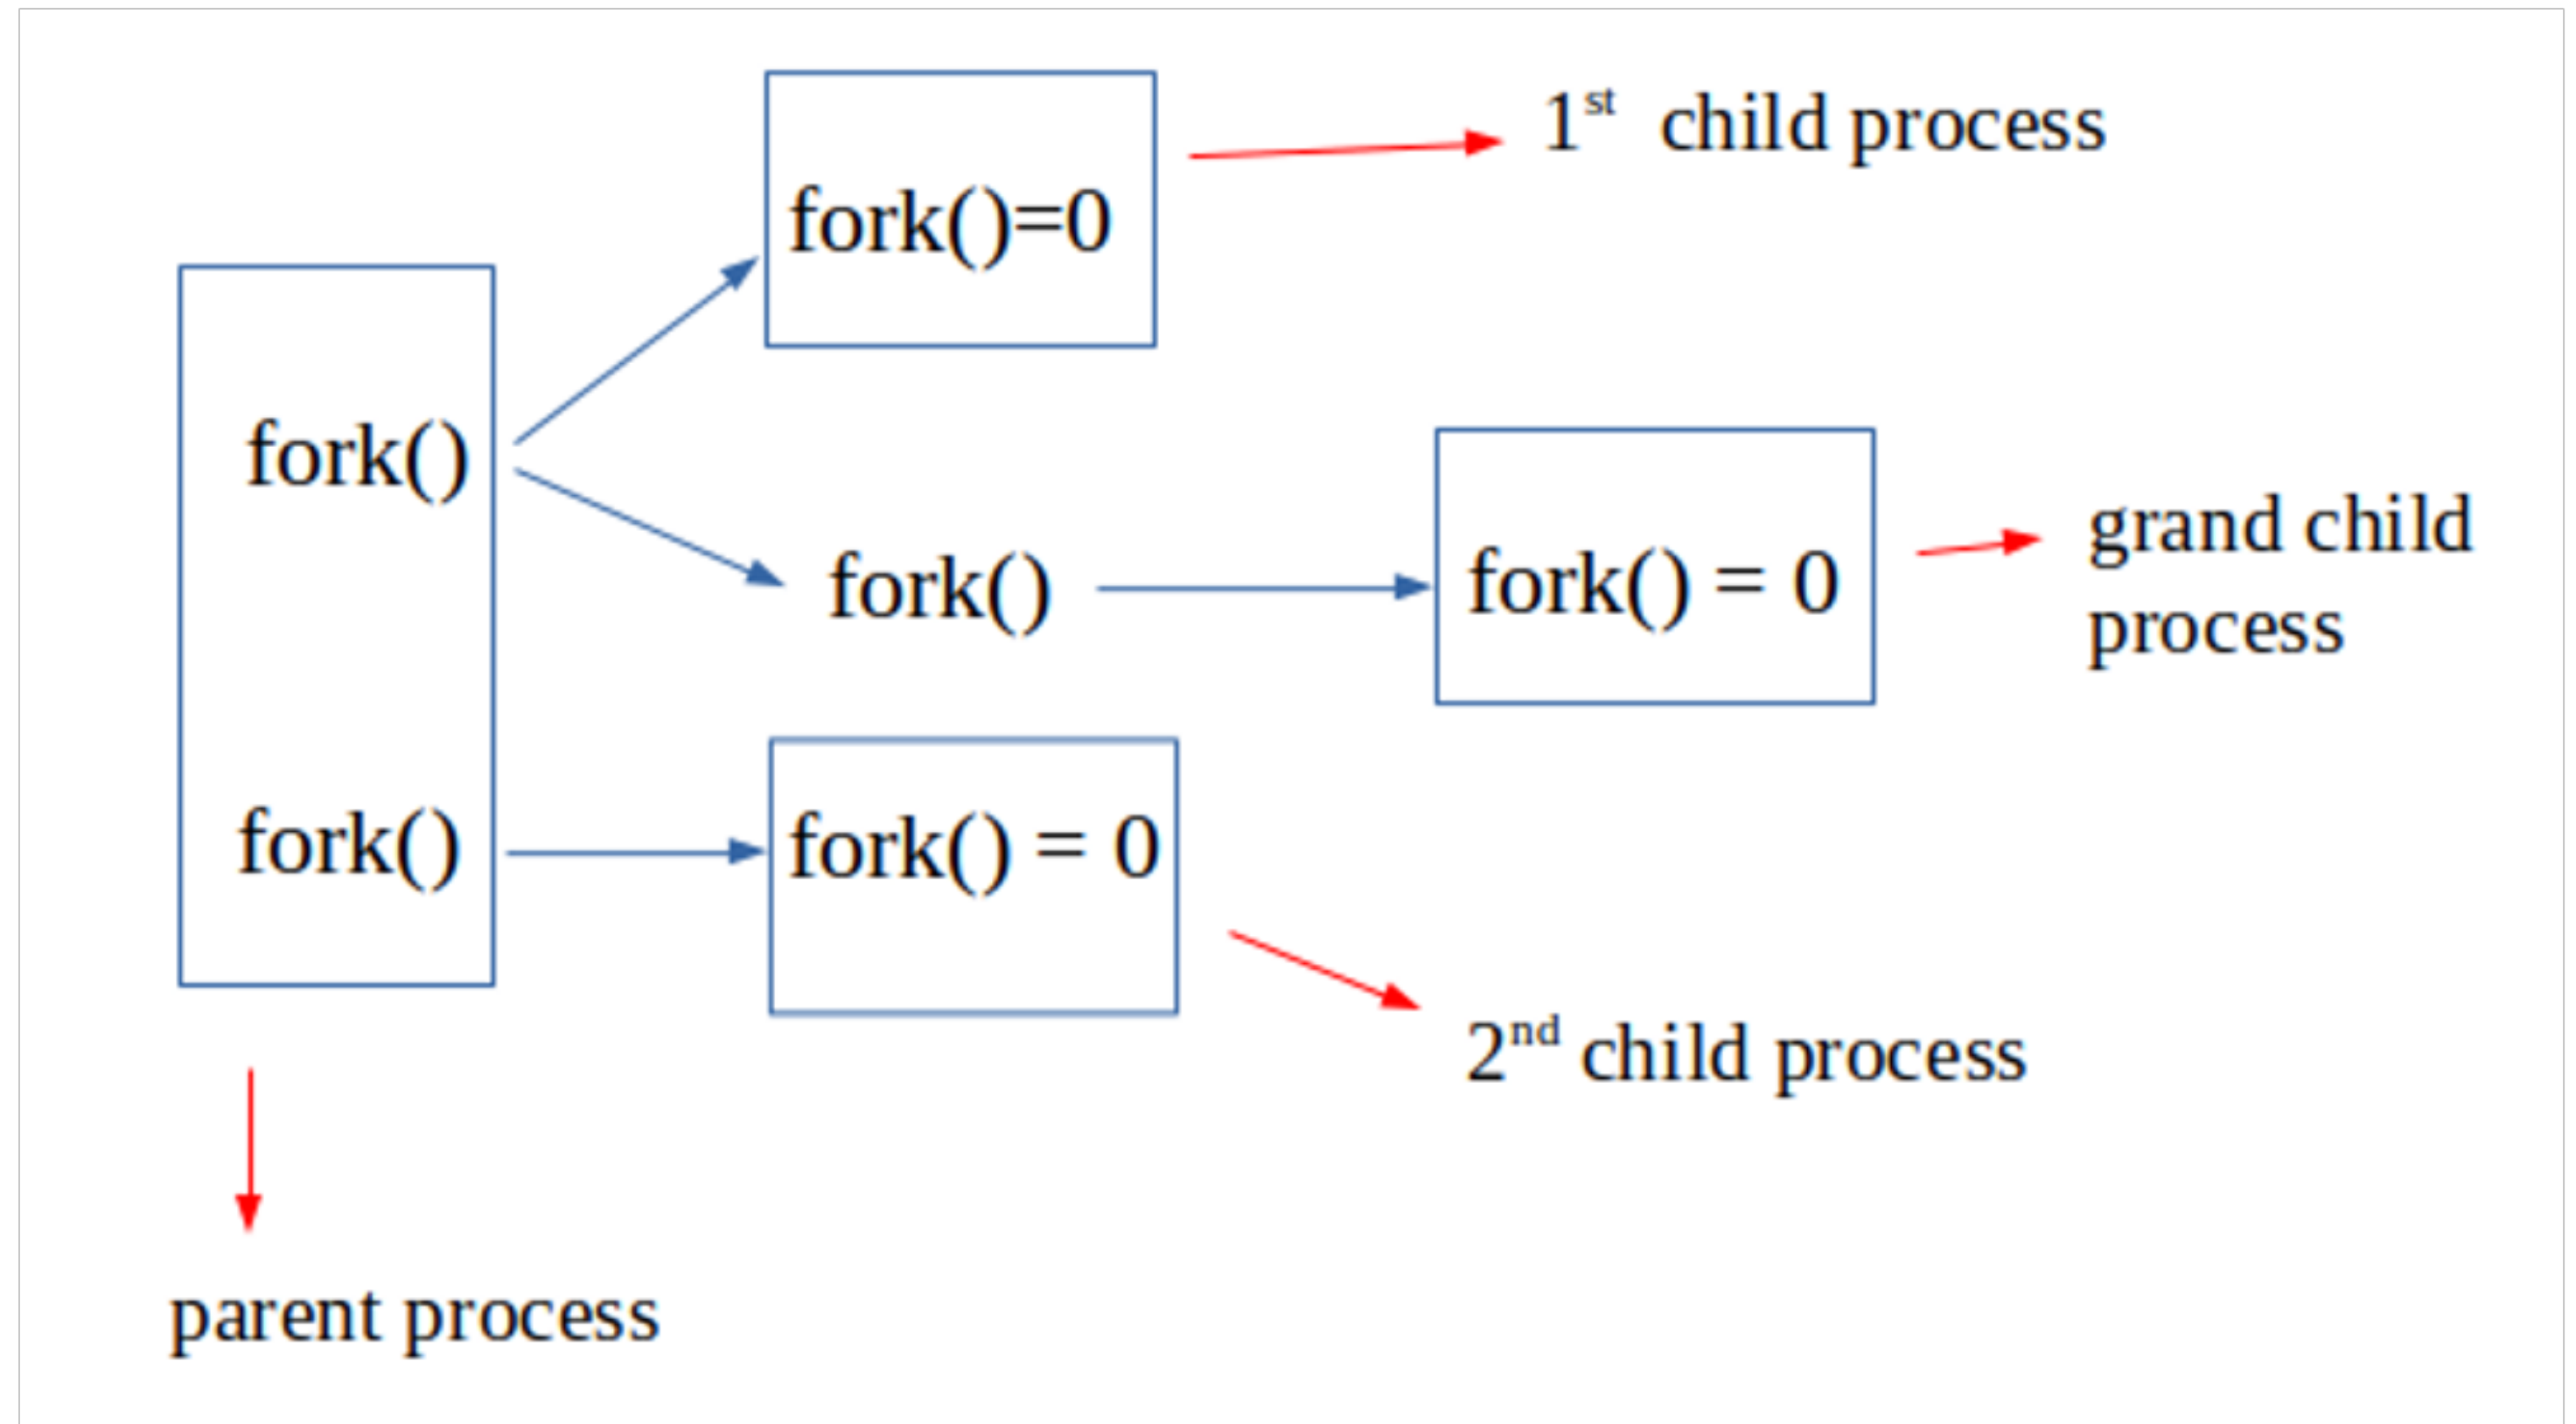 1st child process
fork()=0
fork()
grand child
process
fork()
fork() = 0
fork()
fork() = 0
2nd child process
parent process